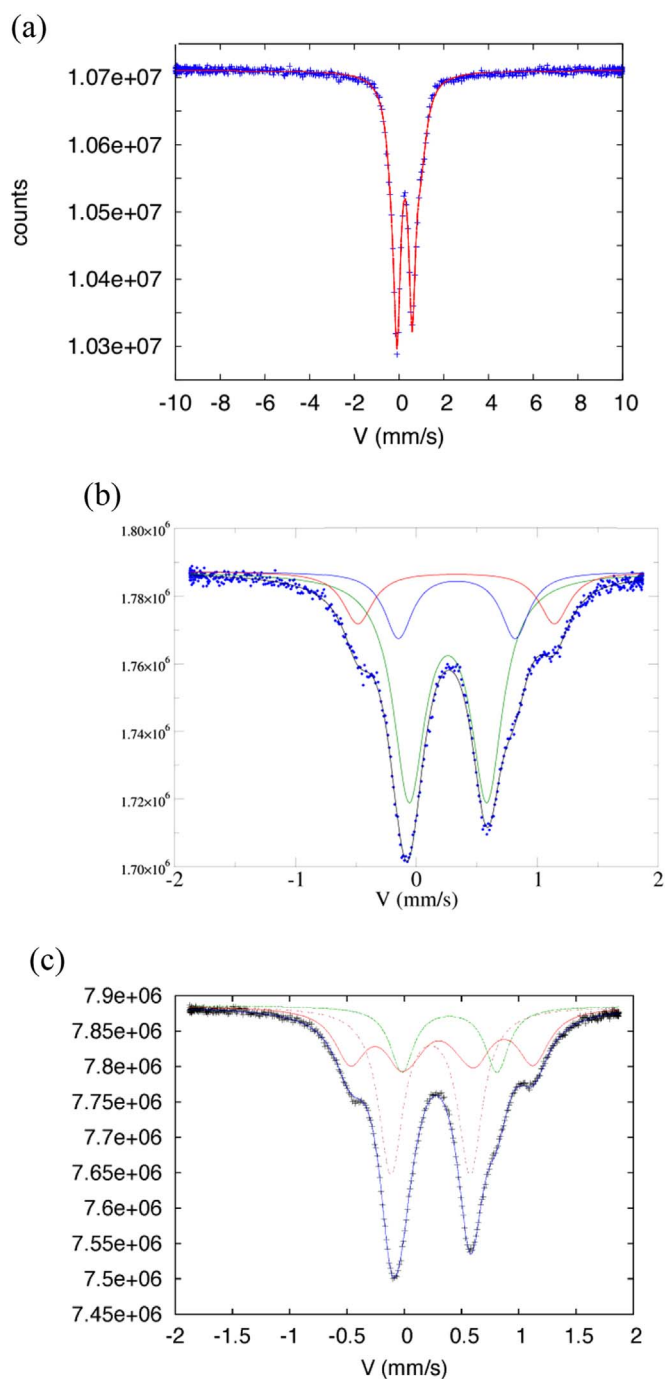 (a)
1.07e+07
1.06e+07
1.05e+07
1.04e+07
1.03e+07
counts
-10 -8 -6 -4 -2 0 2 4 6 8 10
V (mm/s)
(b)
1.80×10⁶
1.78×10⁶
1.76×10⁶
1.74×10⁶
1.72×10⁶
1.70×10⁶
-2 -1 0 1 2
V (mm/s)
(c)
7.9e+06
7.85e+06
7.8e+06
7.75e+06
7.7e+06
7.65e+06
7.6e+06
7.55e+06
7.5e+06
7.45e+06
-2 -1.5 -1 -0.5 0 0.5 1 1.5 2
V (mm/s)